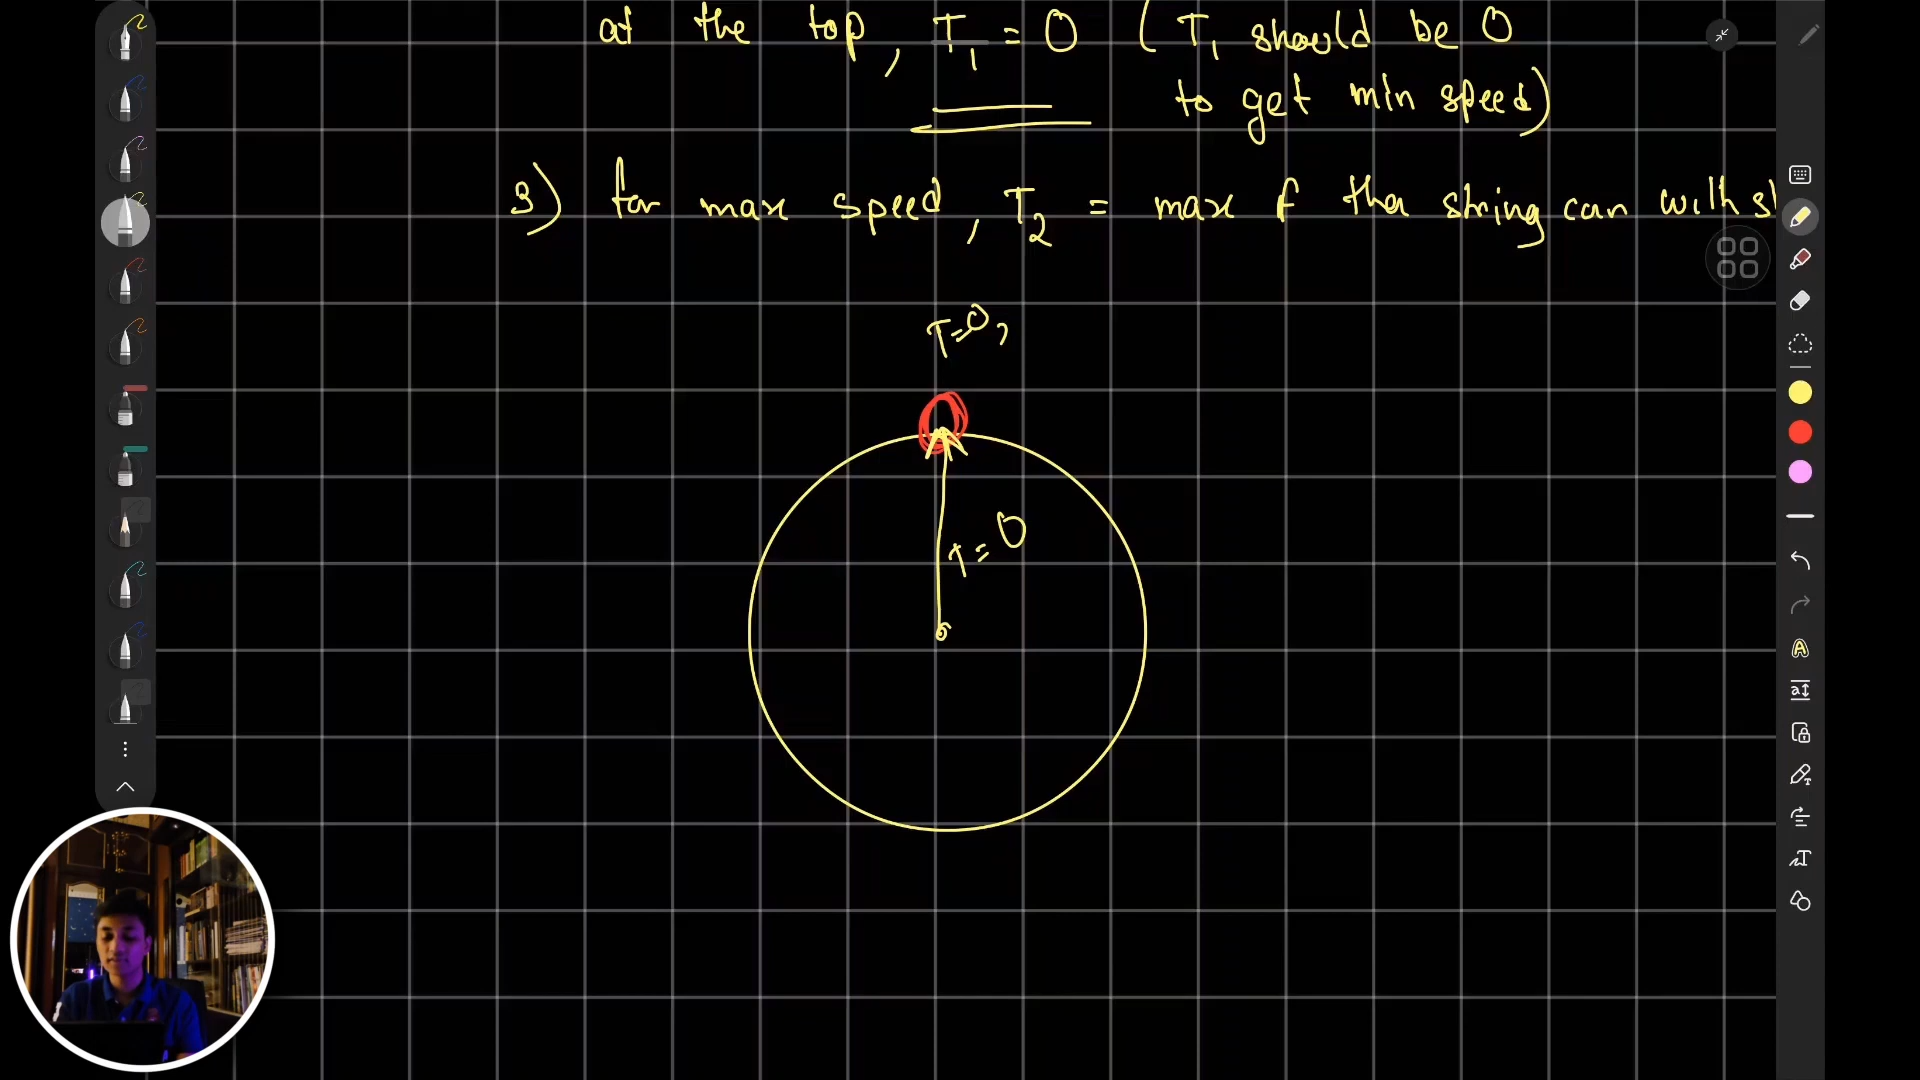 at the top, T₁ = 0 (T₁ should be 0
to get min speed)
3) for max speed, T₂ = max f tha string can with s
T=0,
T=0